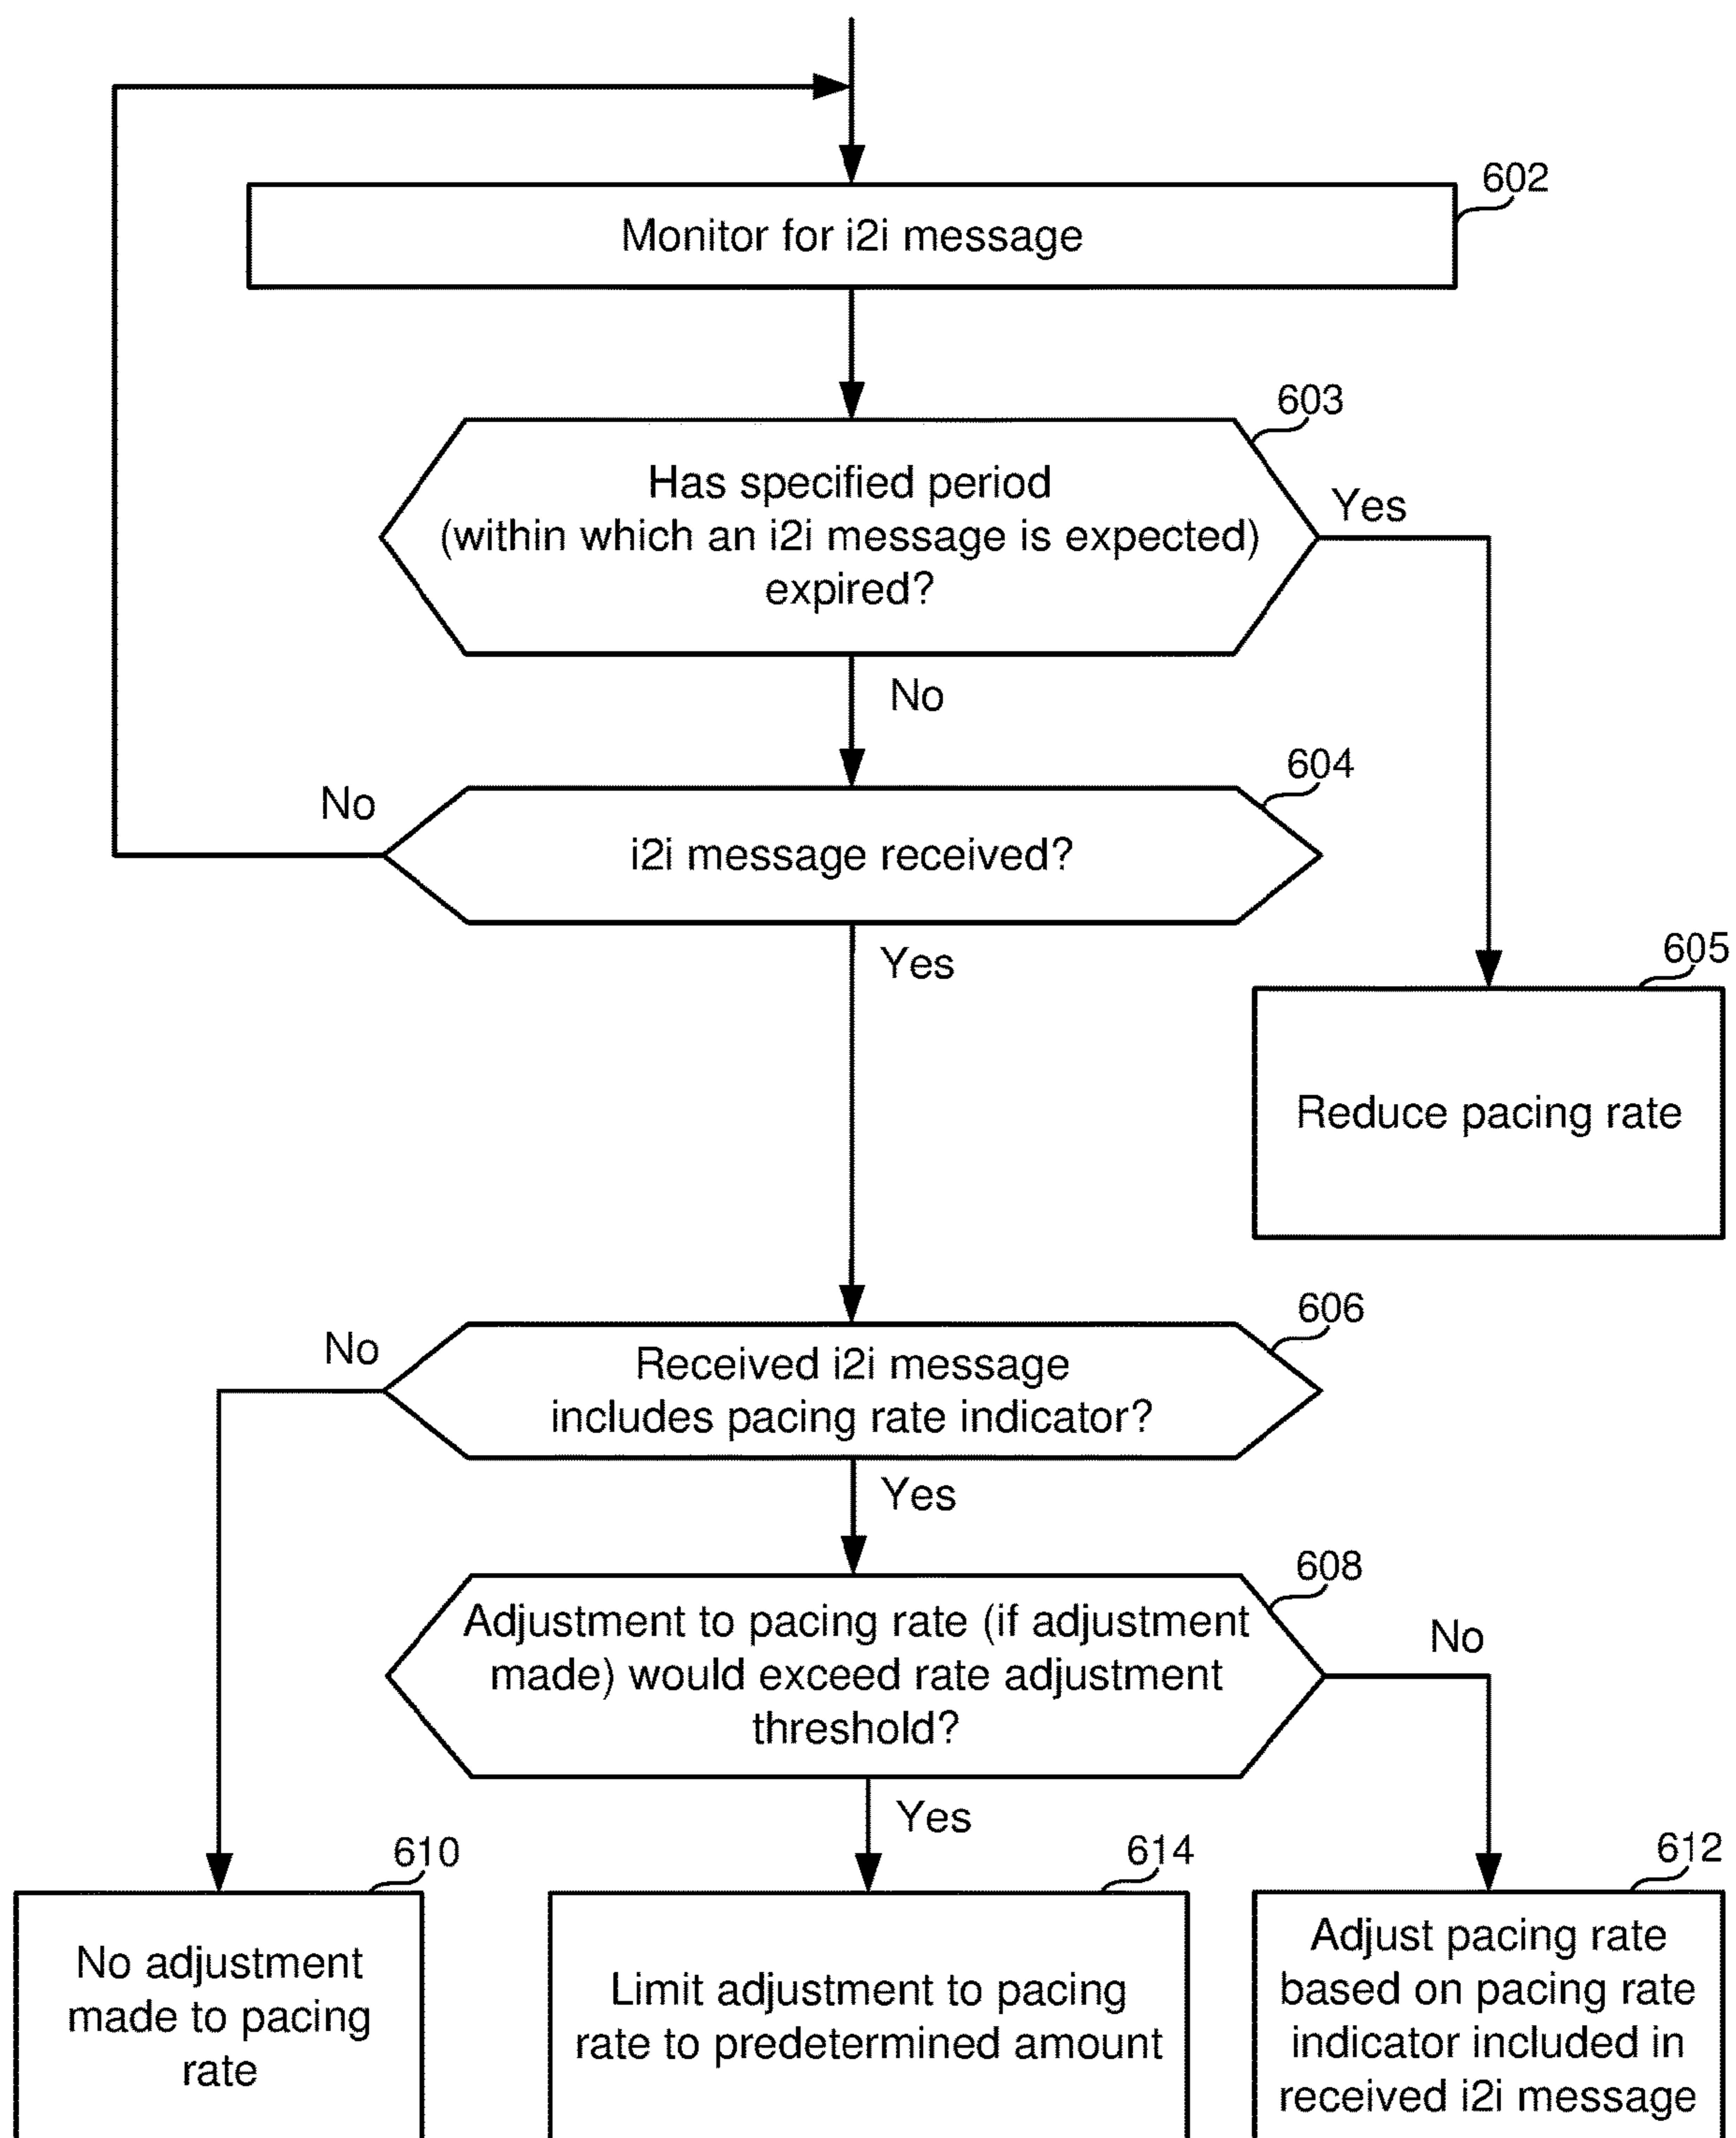 602
Monitor for i2i message
603
Has specified period
(within which an i2i message is expected)
expired?
Yes
No
604
No
i2i message received?
Yes
605
Reduce pacing rate
606
No
Received i2i message
includes pacing rate indicator?
Yes
608
Adjustment to pacing rate (if adjustment
made) would exceed rate adjustment
threshold?
No
Yes
610
No adjustment
made to pacing
rate
614
Limit adjustment to pacing
rate to predetermined amount
612
Adjust pacing rate
based on pacing rate
indicator included in
received i2i message